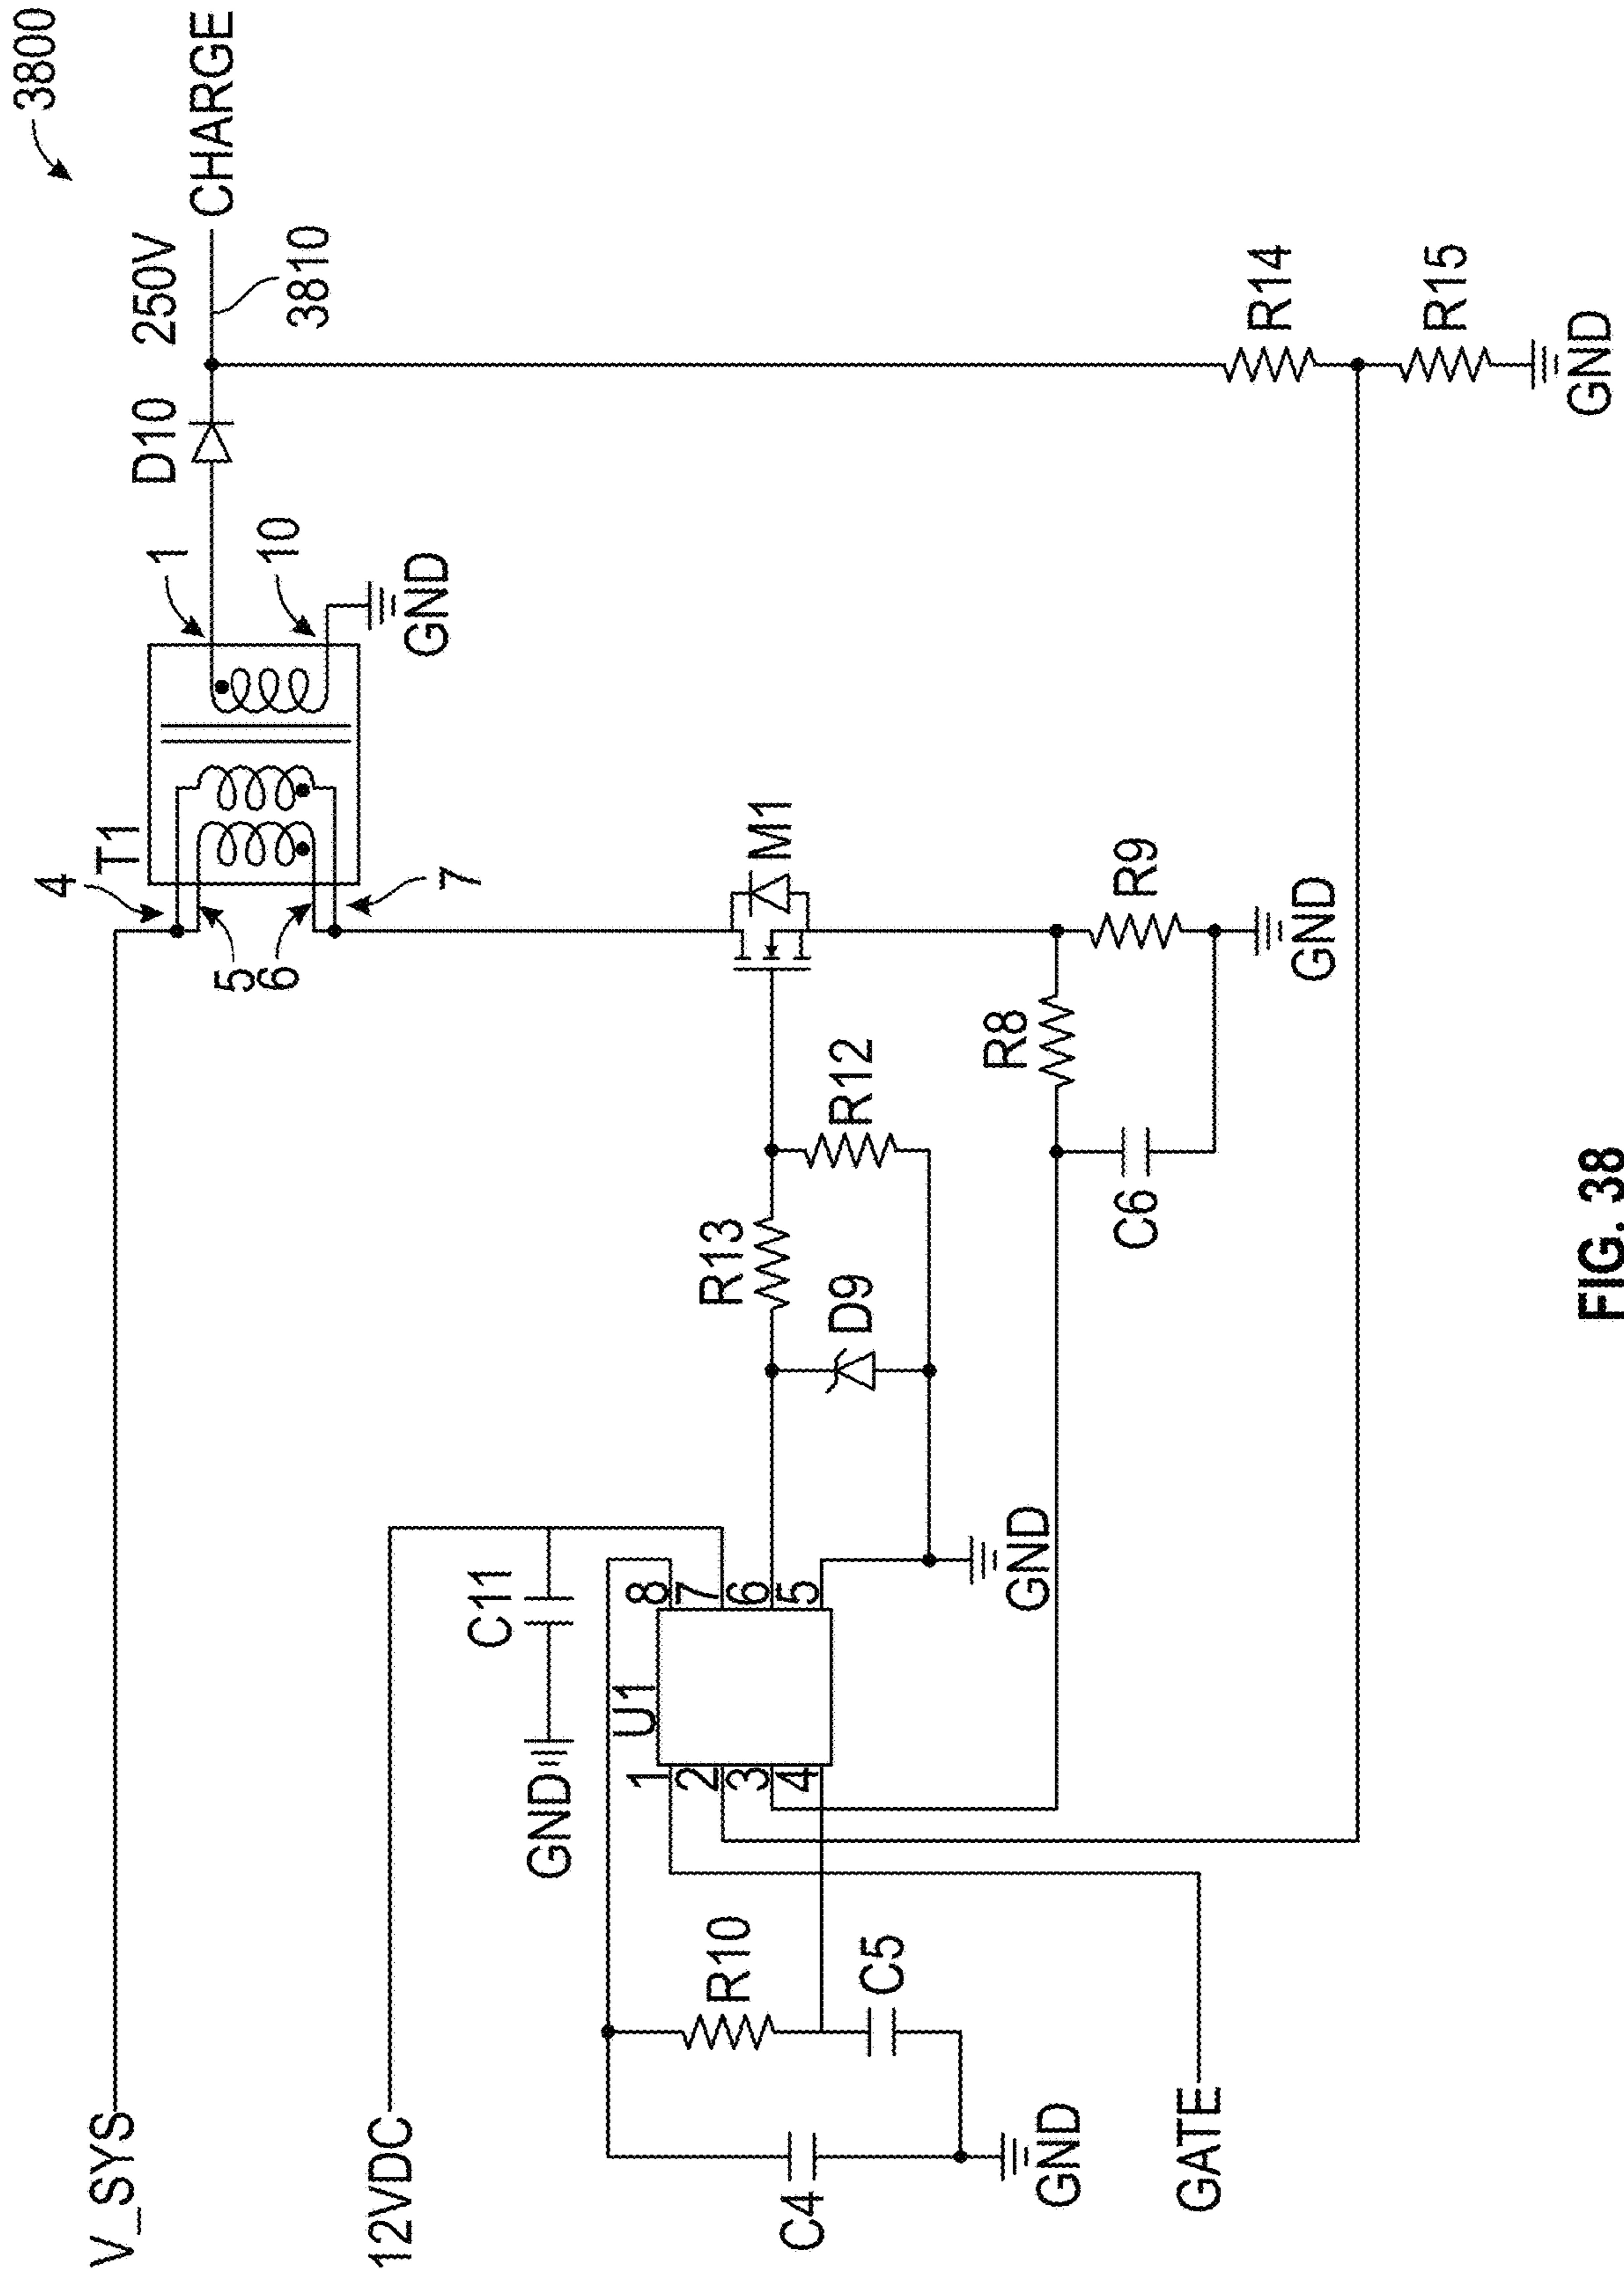 3800
V_SYS
T1
4
5
6
7
1
10
GND
D10
250V
CHARGE
3810
12VDC
C11
GND
U1
1
2
3
4
8
7
6
5
R10
C5
C4
GND
GATE
GND
D9
R13
R12
M1
R8
C6
R9
GND
R14
R15
GND
FIG. 38